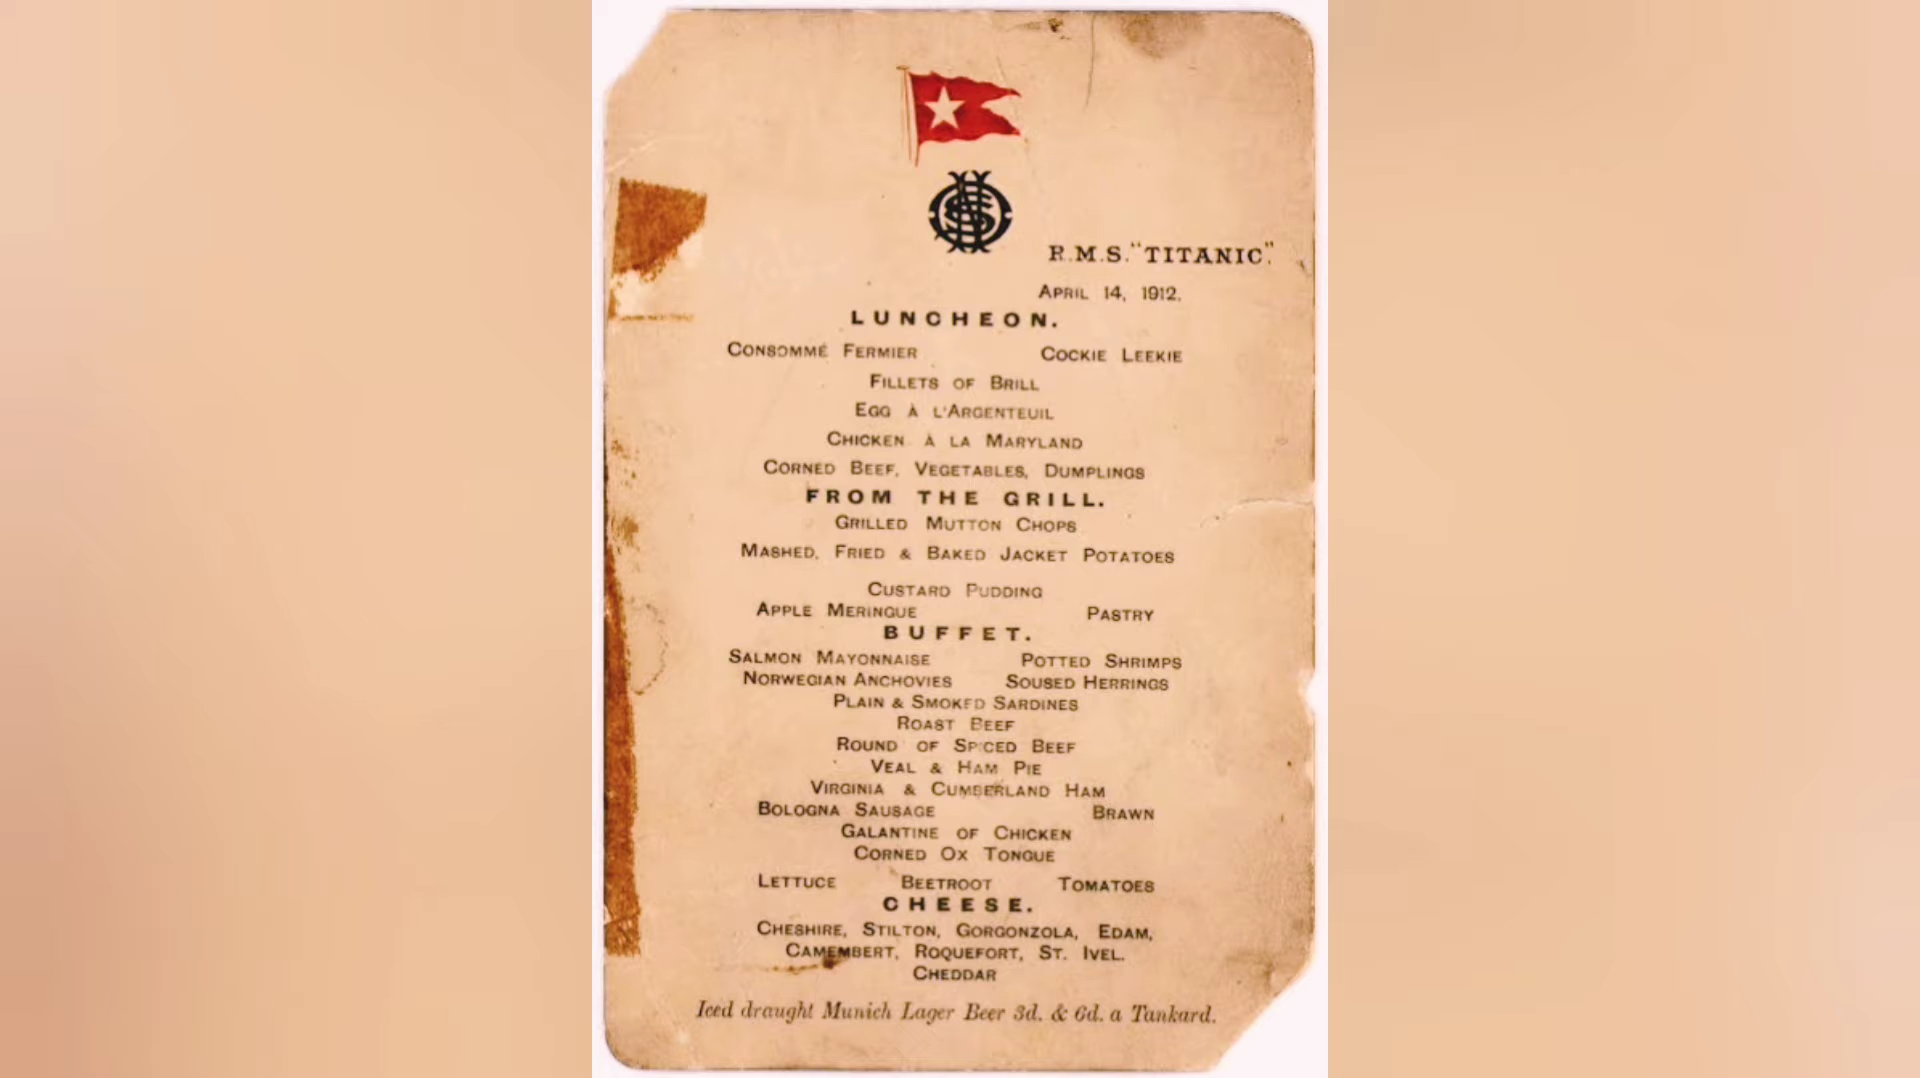 R.M.S. "TITANIC".
APRIL 14, 1912.
LUNCHEON.
CONSOMMÉ FERMIER COCKIE LEEKIE
FILLETS OF BRILL
EGG À L'ARGENTEUIL
CHICKEN À LA MARYLAND
CORNED BEEF, VEGETABLES, DUMPLINGS
FROM THE GRILL.
GRILLED MUTTON CHOPS
MASHED, FRIED & BAKED JACKET POTATOES
CUSTARD PUDDING
APPLE MERINGUE PASTRY
BUFFET.
SALMON MAYONNAISE POTTED SHRIMPS
NORWEGIAN ANCHOVIES SOUSED HERRINGS
PLAIN & SMOKED SARDINES
ROAST BEEF
ROUND OF SPICED BEEF
VEAL & HAM PIE
VIRGINIA & CUMBERLAND HAM
BOLOGNA SAUSAGE BRAWN
GALANTINE OF CHICKEN
CORNED OX TONGUE
LETTUCE BEETROOT TOMATOES
CHEESE.
CHESHIRE, STILTON, GORGONZOLA, EDAM,
CAMEMBERT, ROQUEFORT, ST. IVEL.
CHEDDAR
Iced draught Munich Lager Beer 3d. & 6d. a Tankard.